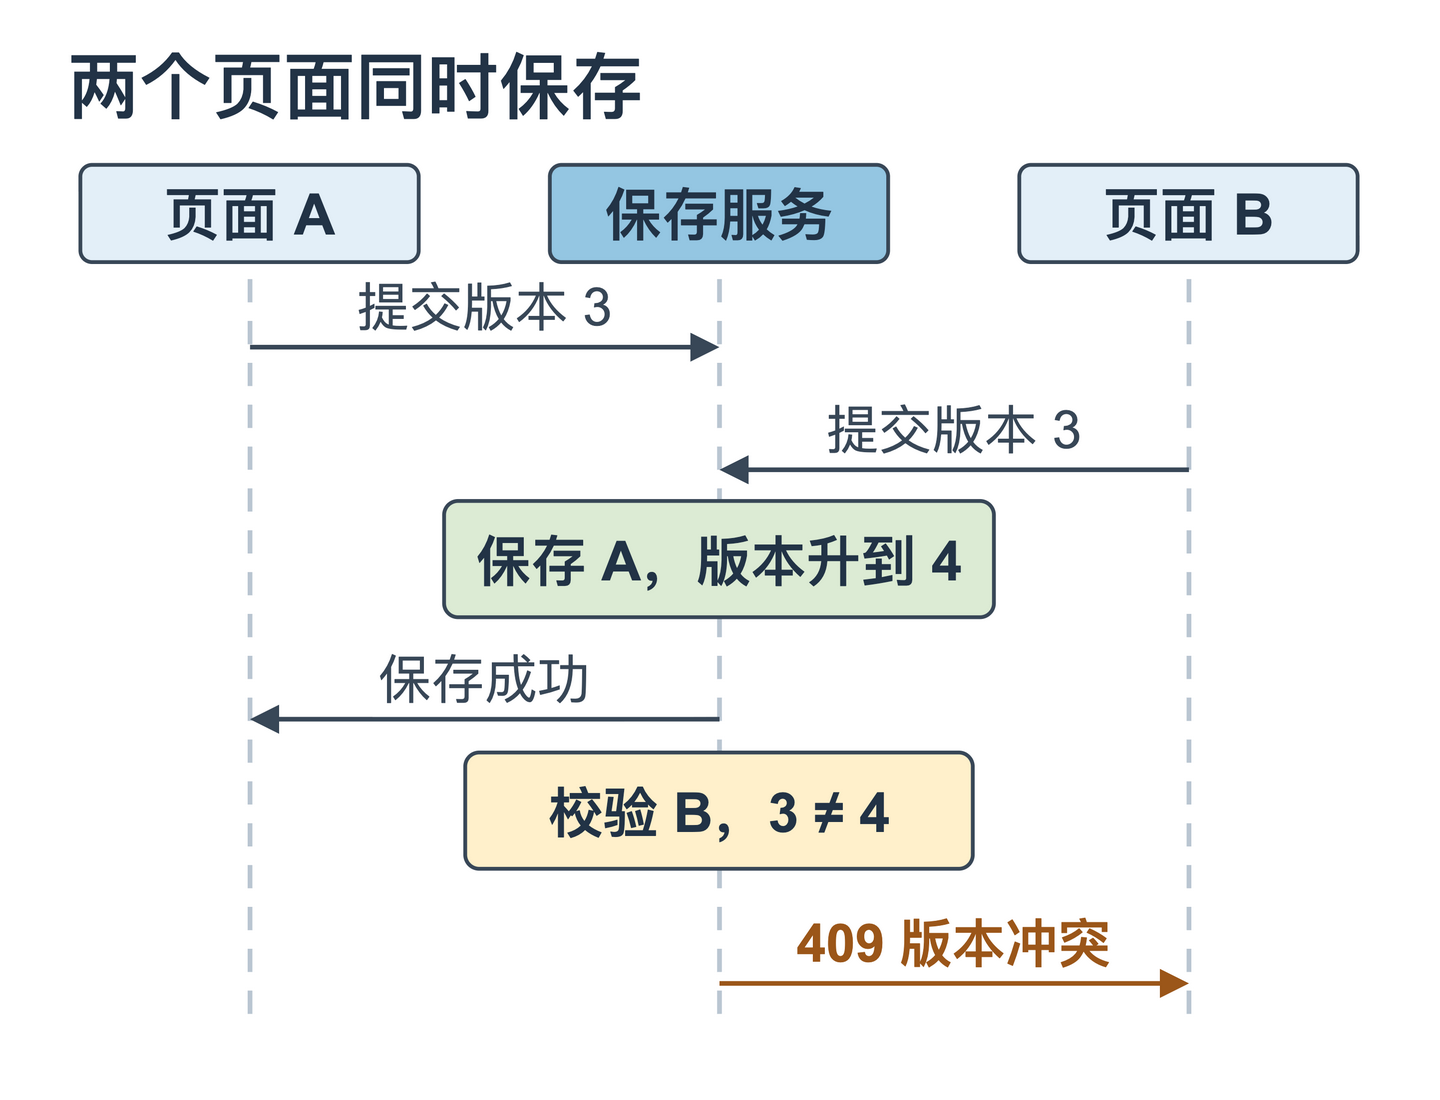 两个页面同时保存
页面 A
保存服务
页面 B
提交版本 3
提交版本 3
保存 A，版本升到 4
保存成功
校验 B，3 ≠ 4
409 版本冲突